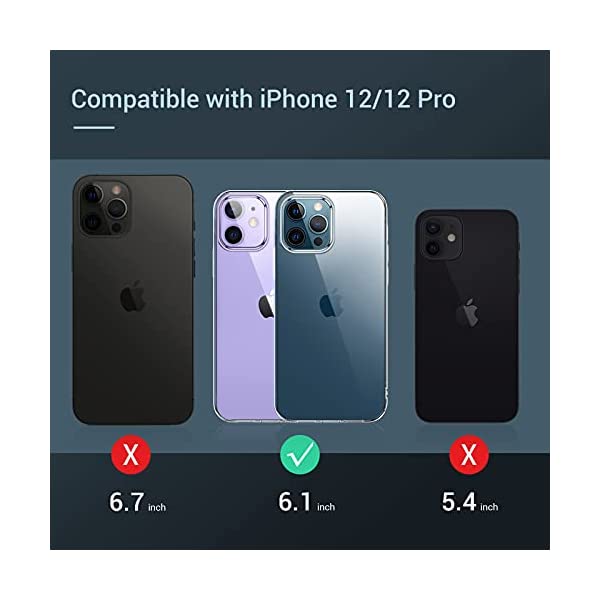 Compatible with iPhone 12/12 Pro
X
X
6.7 inch
6.1 inch
5.4 inch